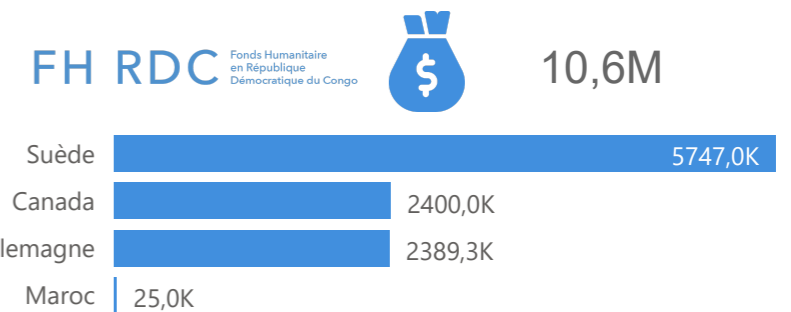 FH RDC
Fonds Humanitaire
en République
Démocratique du Congo
$
10,6M
Suède 5747,0K
Canada 2400,0K
lemagne 2389,3K
Maroc 25,0K